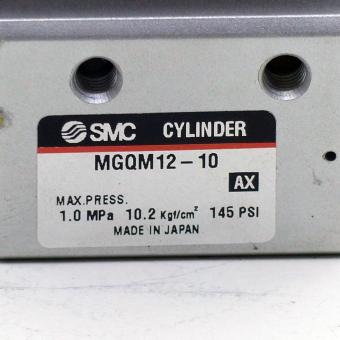 SMC CYLINDER
MGQM12-10
AX
MAX.PRESS.
1.0 MPa 10.2 Kgf/cm² 145 PSI
MADE IN JAPAN